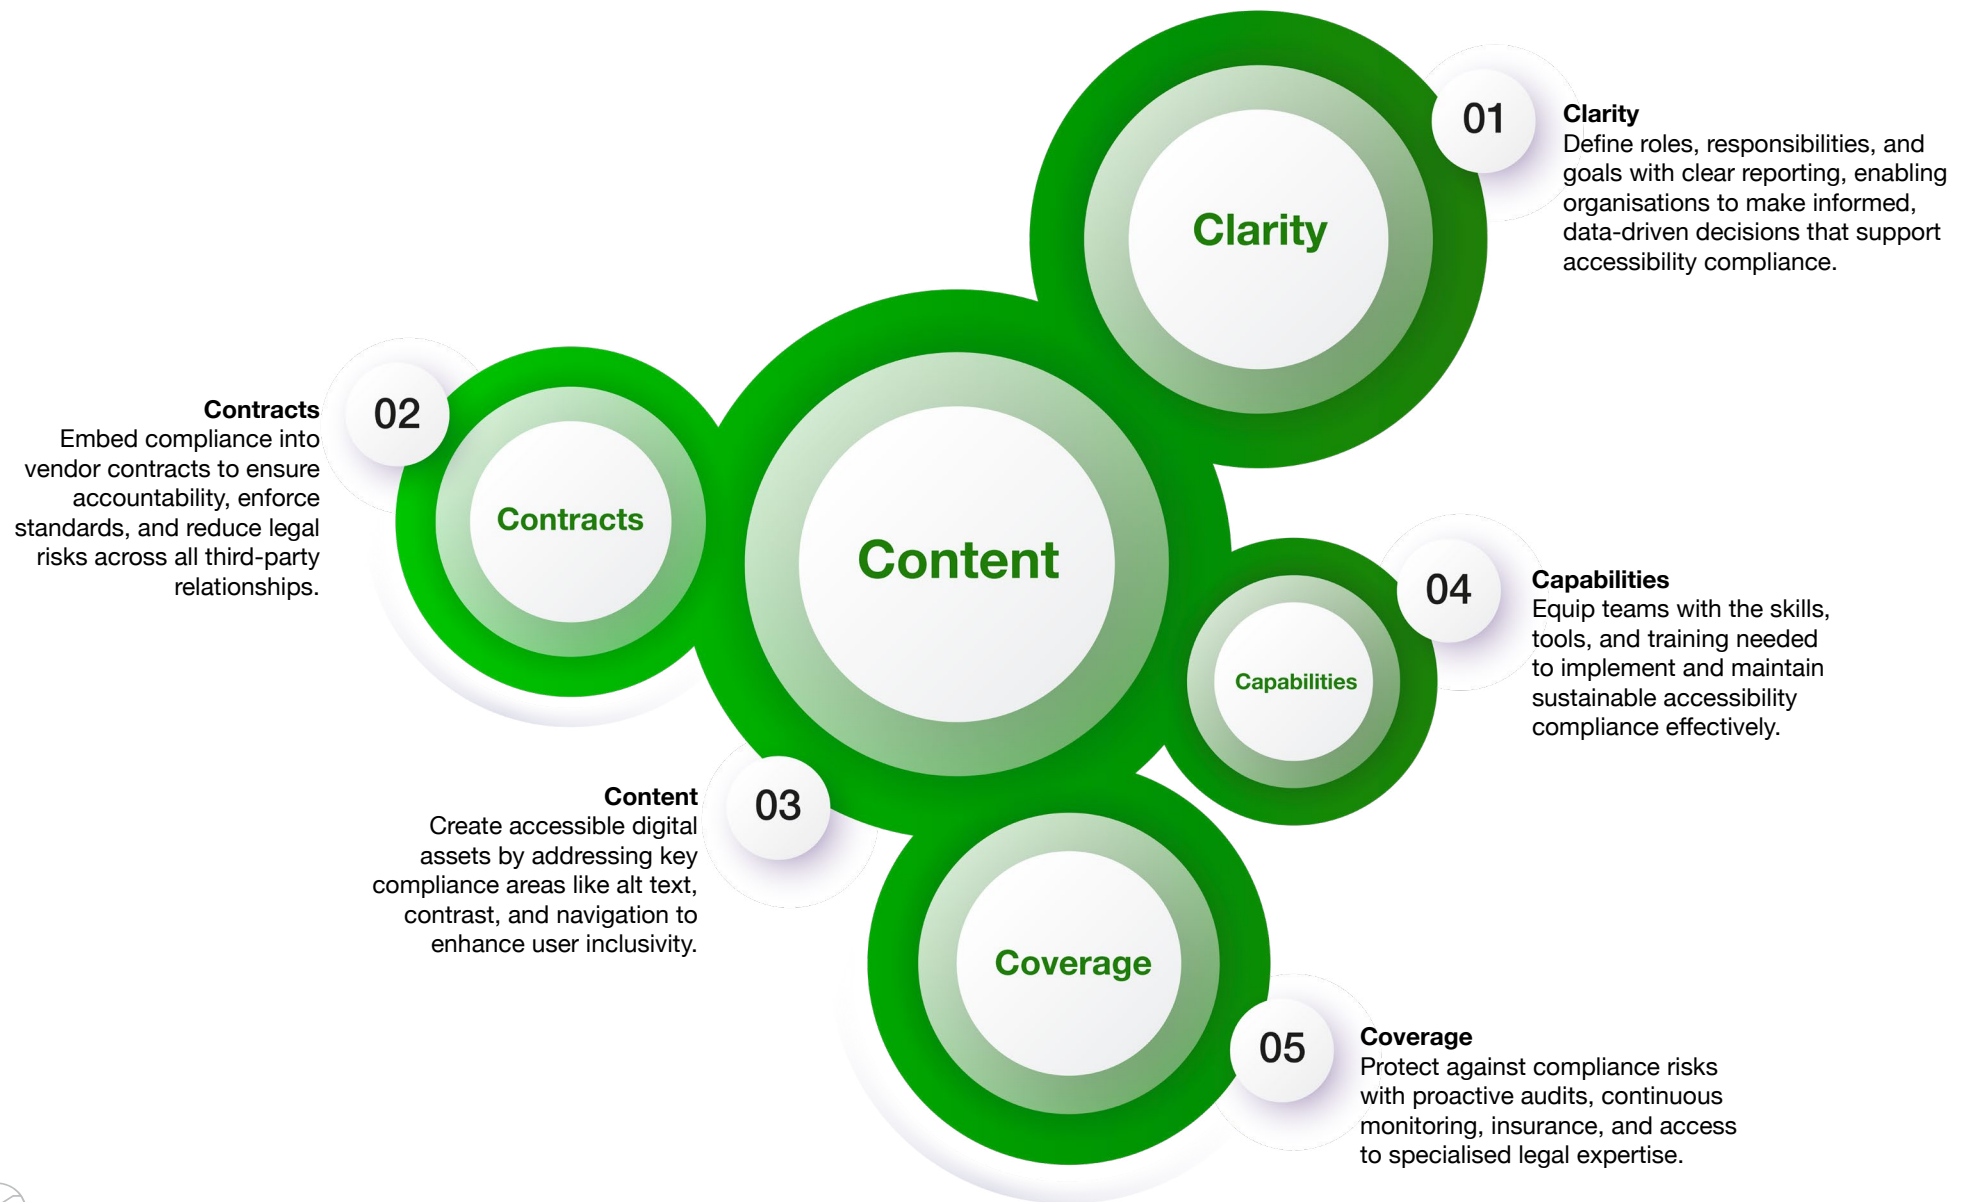 Clarity
01
Clarity
Define roles, responsibilities, and
goals with clear reporting, enabling
organisations to make informed,
data-driven decisions that support
accessibility compliance.
Contracts
02
Contracts
Embed compliance into
vendor contracts to ensure
accountability, enforce
standards, and reduce legal
risks across all third-party
relationships.
Content
03
Content
Create accessible digital
assets by addressing key
compliance areas like alt text,
contrast, and navigation to
enhance user inclusivity.
Capabilities
04
Capabilities
Equip teams with the skills,
tools, and training needed
to implement and maintain
sustainable accessibility
compliance effectively.
Coverage
05
Coverage
Protect against compliance risks
with proactive audits, continuous
monitoring, insurance, and access
to specialised legal expertise.